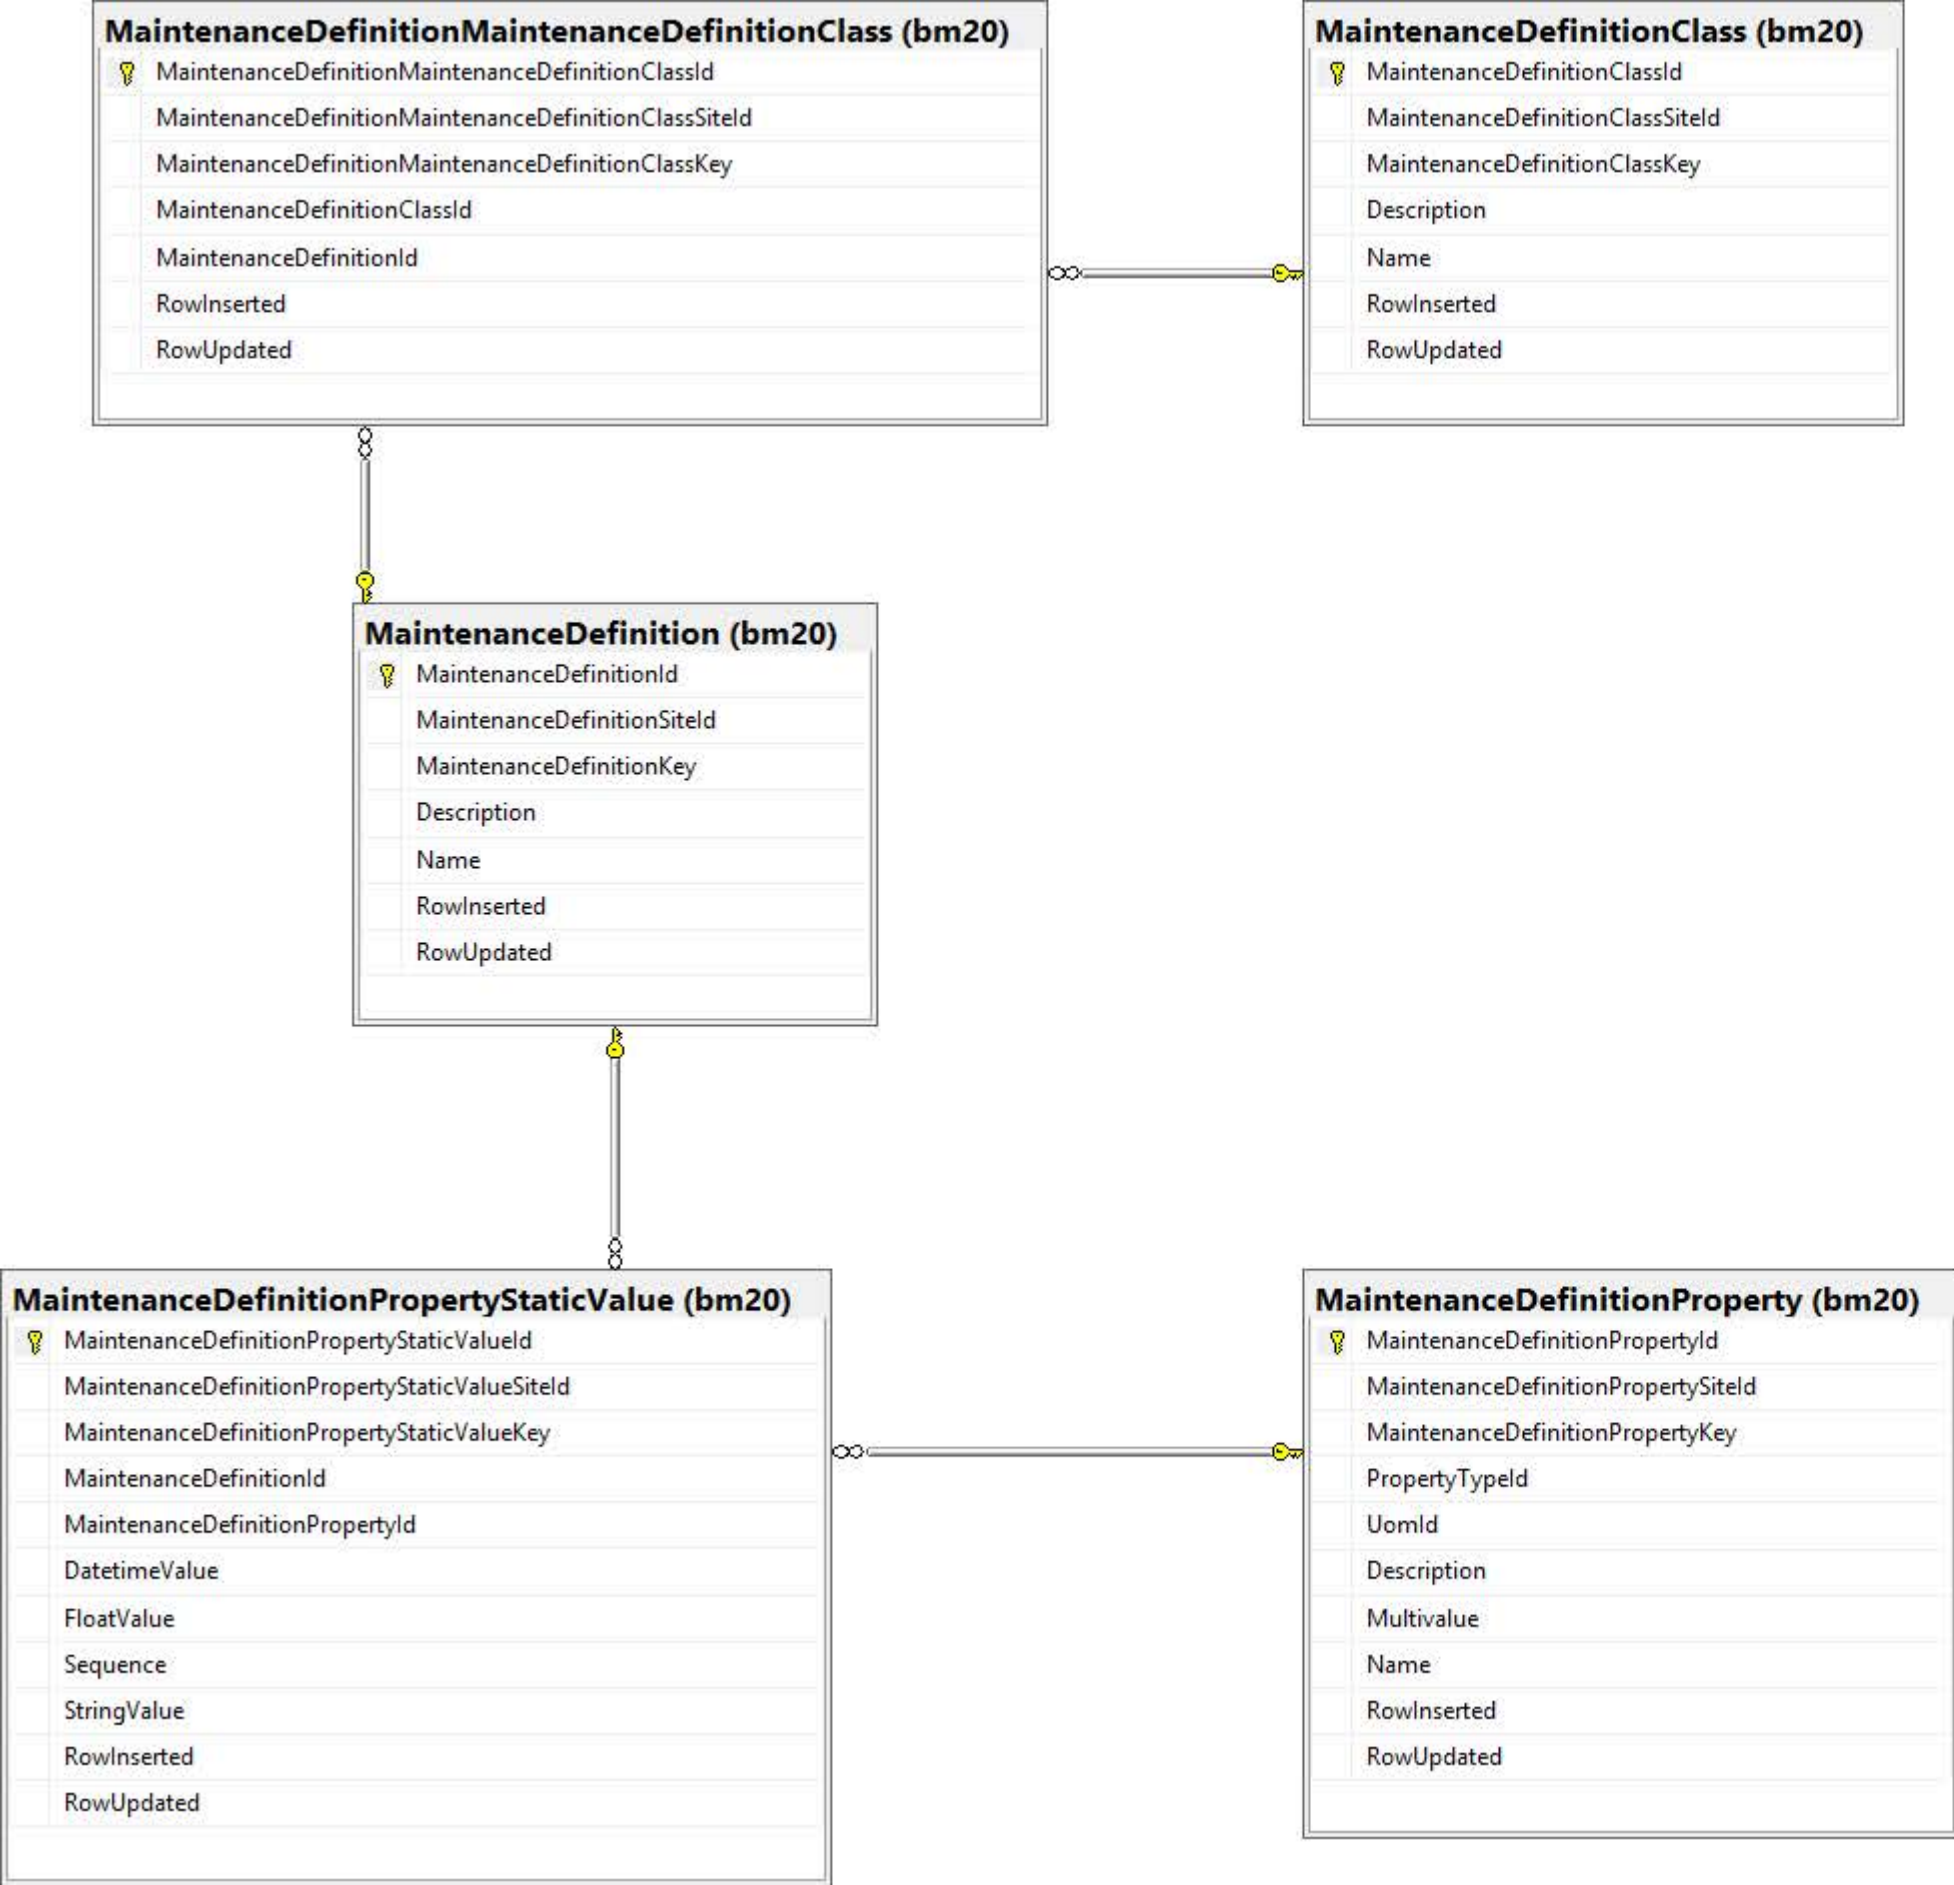 MaintenanceDefinitionMaintenanceDefinitionClass (bm20)
MaintenanceDefinitionMaintenanceDefinitionClassId
MaintenanceDefinitionMaintenanceDefinitionClassSiteId
MaintenanceDefinitionMaintenanceDefinitionClassKey
MaintenanceDefinitionClassId
MaintenanceDefinitionId
RowInserted
RowUpdated
MaintenanceDefinitionClass (bm20)
MaintenanceDefinitionClassId
MaintenanceDefinitionClassSiteId
MaintenanceDefinitionClassKey
Description
Name
RowInserted
RowUpdated
MaintenanceDefinition (bm20)
MaintenanceDefinitionId
MaintenanceDefinitionSiteId
MaintenanceDefinitionKey
Description
Name
RowInserted
RowUpdated
MaintenanceDefinitionPropertyStaticValue (bm20)
MaintenanceDefinitionPropertyStaticValueId
MaintenanceDefinitionPropertyStaticValueSiteId
MaintenanceDefinitionPropertyStaticValueKey
MaintenanceDefinitionId
MaintenanceDefinitionPropertyId
DatetimeValue
FloatValue
Sequence
StringValue
RowInserted
RowUpdated
MaintenanceDefinitionProperty (bm20)
MaintenanceDefinitionPropertyId
MaintenanceDefinitionPropertySiteId
MaintenanceDefinitionPropertyKey
PropertyTypeId
UomId
Description
Multivalue
Name
RowInserted
RowUpdated